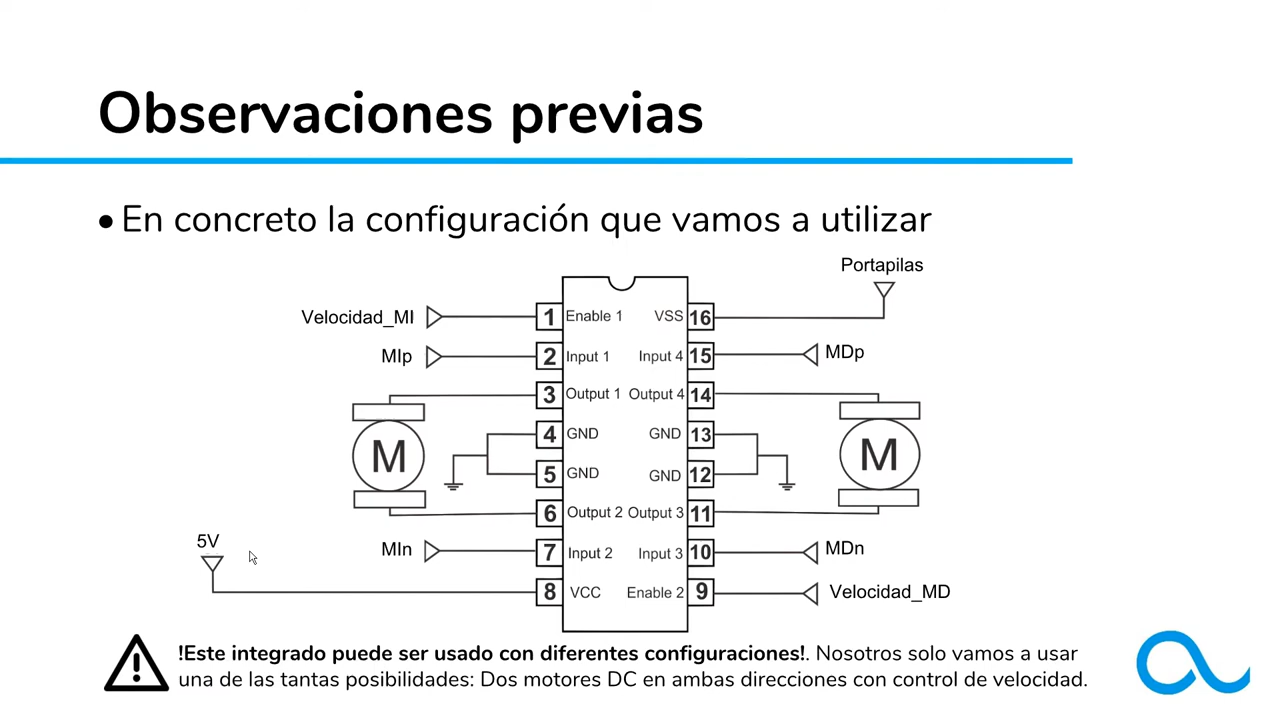 Observaciones previas
• En concreto la configuración que vamos a utilizar
Portapilas
Velocidad_MI 1 Enable 1 VSS 16
MIp 2 Input 1 Input 4 15 MDp
3 Output 1 Output 4 14
4 GND GND 13
M M
5 GND GND 12
6 Output 2 Output 3 11
5V
MIn 7 Input 2 Input 3 10 MDn
8 VCC Enable 2 9 Velocidad_MD
!Este integrado puede ser usado con diferentes configuraciones!. Nosotros solo vamos a usar
una de las tantas posibilidades: Dos motores DC en ambas direcciones con control de velocidad.